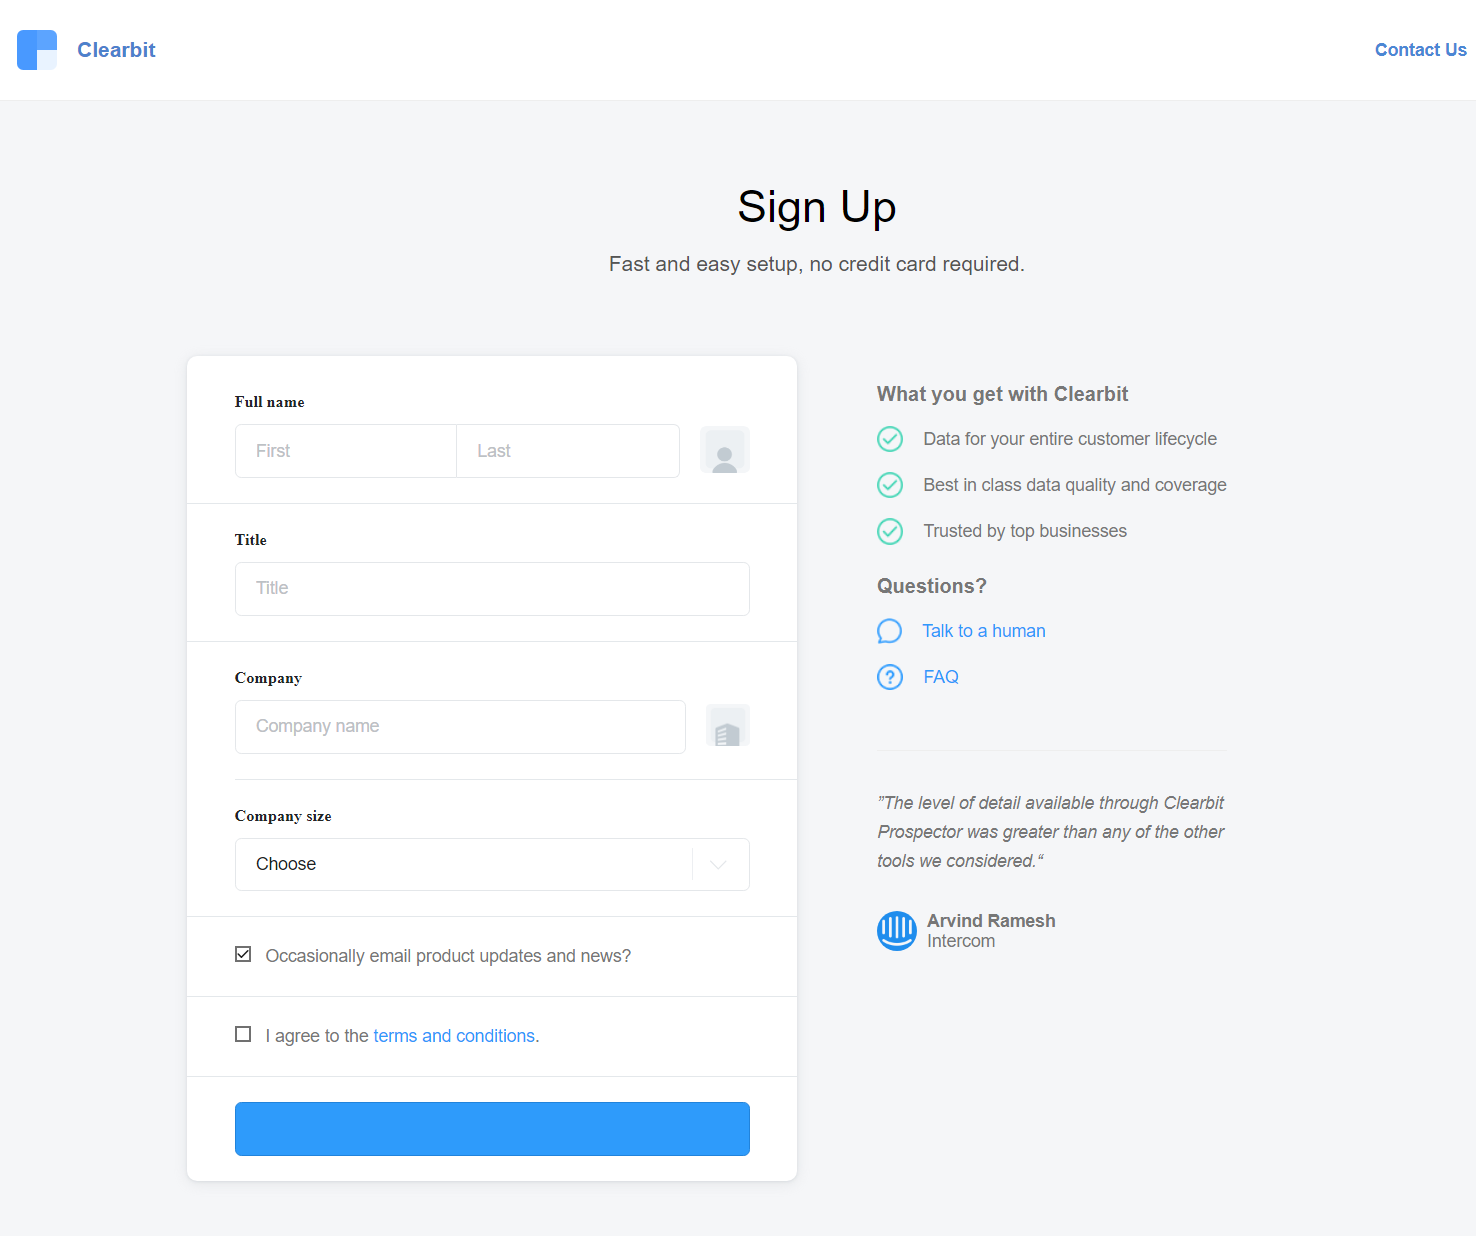 Clearbit
Contact Us
Sign Up
Fast and easy setup, no credit card required.
Full name
First
Last
Title
Title
Company
Company name
Company size
Choose
Occasionally email product updates and news?
I agree to the terms and conditions.
What you get with Clearbit
Data for your entire customer lifecycle
Best in class data quality and coverage
Trusted by top businesses
Questions?
Talk to a human
FAQ
”The level of detail available through Clearbit
Prospector was greater than any of the other
tools we considered.“
Arvind Ramesh
Intercom